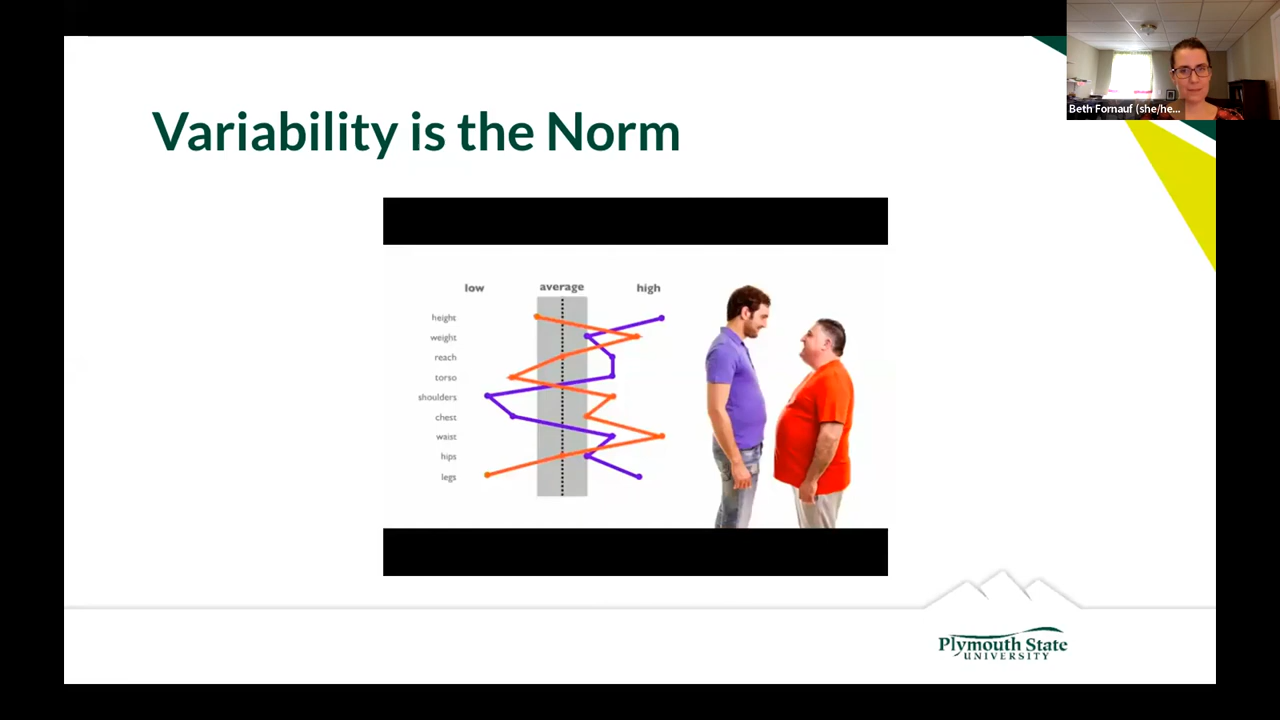 Beth Fornauf (she/he...
Variability is the Norm
low average high
height
weight
reach
torso
shoulders
chest
waist
hips
legs
Plymouth State
UNIVERSITY